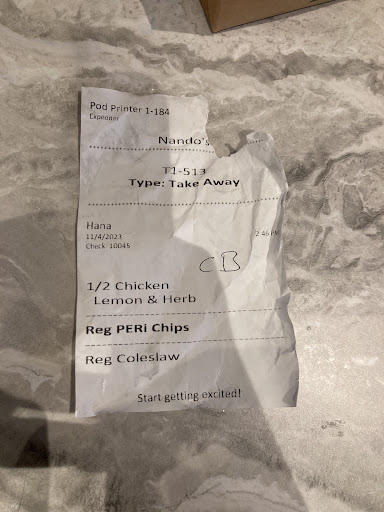 Pod Printer 1-184
Expediter
Nando's
T1-513
Type: Take Away
Hana
11/4/2023 2:46 PM
Check: 10045
CB
1/2 Chicken
Lemon & Herb
Reg PERi Chips
Reg Coleslaw
Start getting excited!